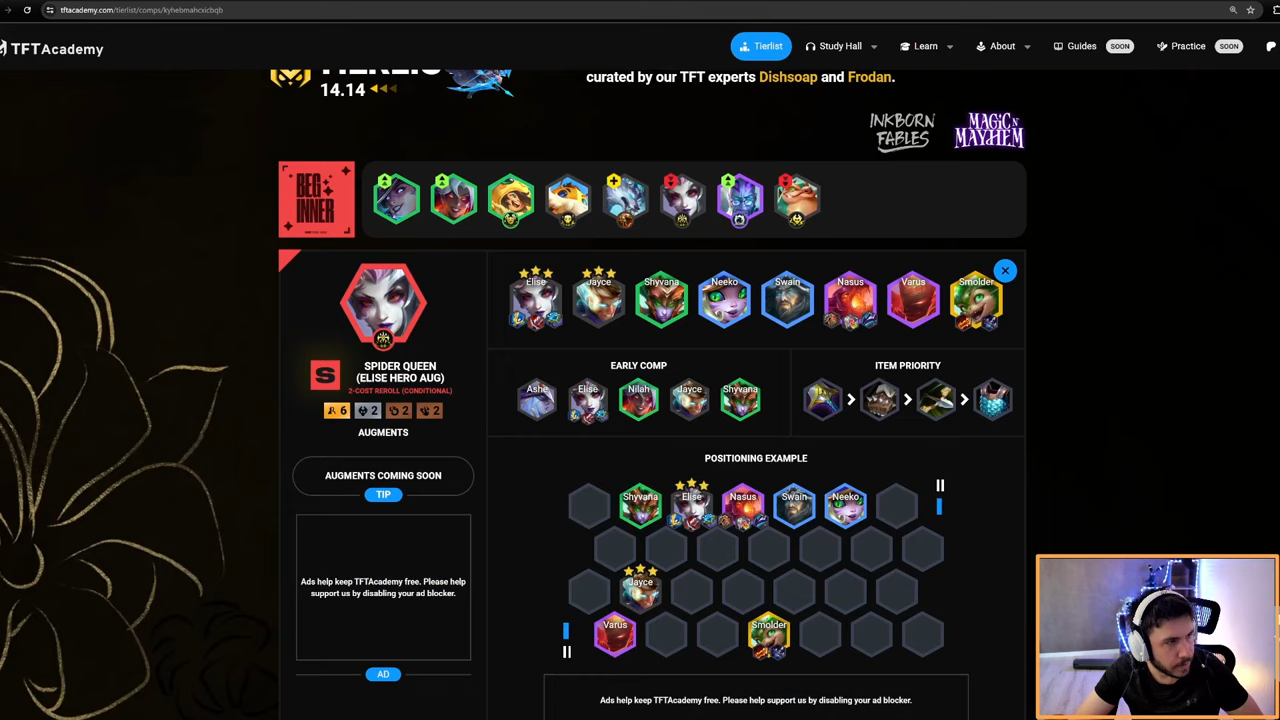 tftacademy.com/tierlist/comps/kyhebmahcxicbqb
TFTAcademy
Tierlist
Study Hall
Learn
About
Guides
SOON
Practice
SOON
14.14
curated by our TFT experts Dishsoap and Frodan.
INKBORN
FABLES
MAGIC N'
MAYHEM
BEG
INNER
S
SPIDER QUEEN
(ELISE HERO AUG)
2-COST REROLL (CONDITIONAL)
6
2
2
2
AUGMENTS
AUGMENTS COMING SOON
TIP
Ads help keep TFTAcademy free. Please help
support us by disabling your ad blocker.
AD
Elise
Jayce
Shyvana
Neeko
Swain
Nasus
Varus
Smolder
EARLY COMP
Ashe
Elise
Nilah
Jayce
Shyvana
ITEM PRIORITY
POSITIONING EXAMPLE
Shyvana
Elise
Nasus
Swain
Neeko
Jayce
Varus
Smolder
Ads help keep TFTAcademy free. Please help support us by disabling your ad blocker.